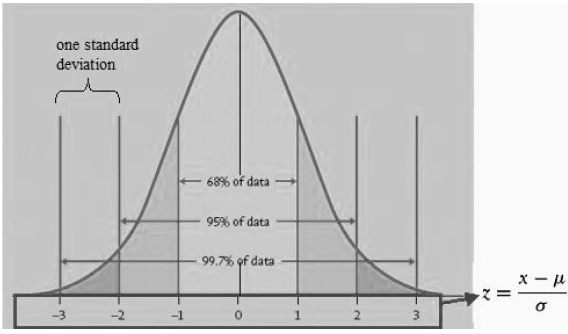 one standard
deviation
68% of data
95% of data
99.7% of data
-3 -2 -1 0 1 2 3
z = \frac{x - μ}{σ}